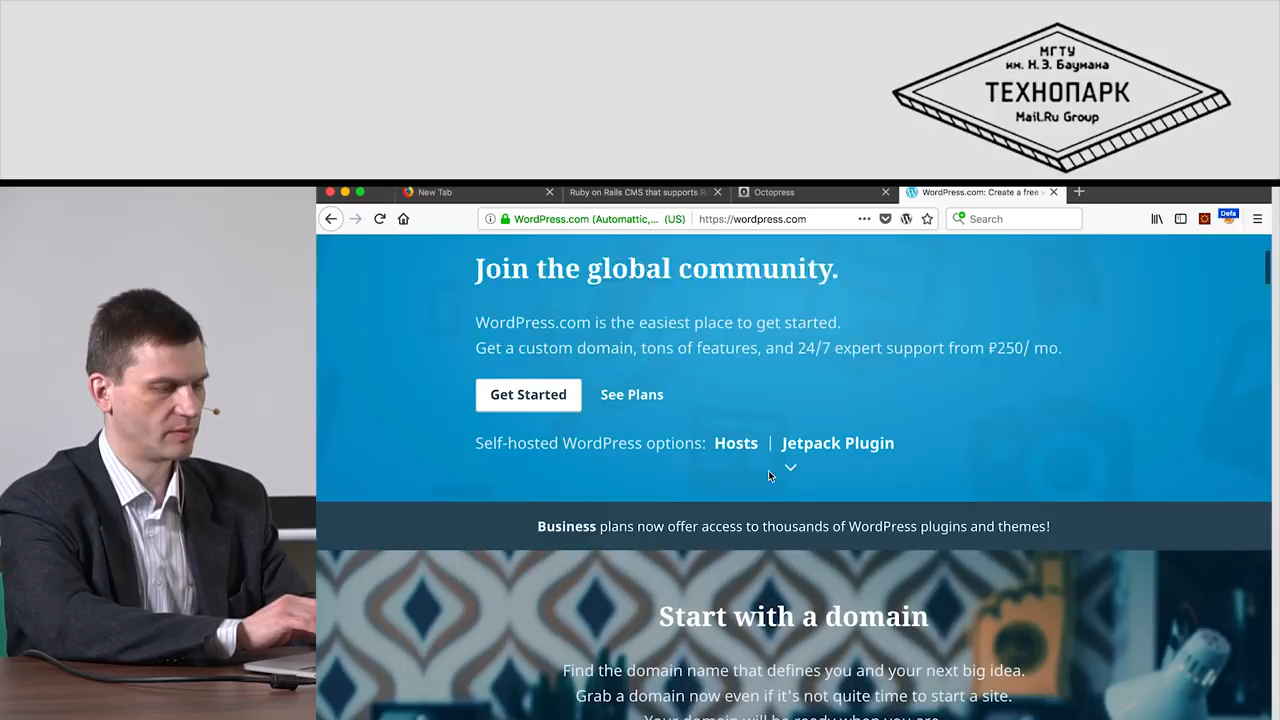 МГТУ
им. Н.Э. Баумана
ТЕХНОПАРК
Mail.Ru Group
New Tab
Ruby on Rails CMS that supports R
Octopress
WordPress.com: Create a free
WordPress.com (Automattic,... (US)
https://wordpress.com
Search
Defa
Join the global community.
WordPress.com is the easiest place to get started.
Get a custom domain, tons of features, and 24/7 expert support from ₽250/ mo.
Get Started
See Plans
Self-hosted WordPress options: Hosts | Jetpack Plugin
Business plans now offer access to thousands of WordPress plugins and themes!
Start with a domain
Find the domain name that defines you and your next big idea.
Grab a domain now even if it's not quite time to start a site.
Your domain will be ready when you are.